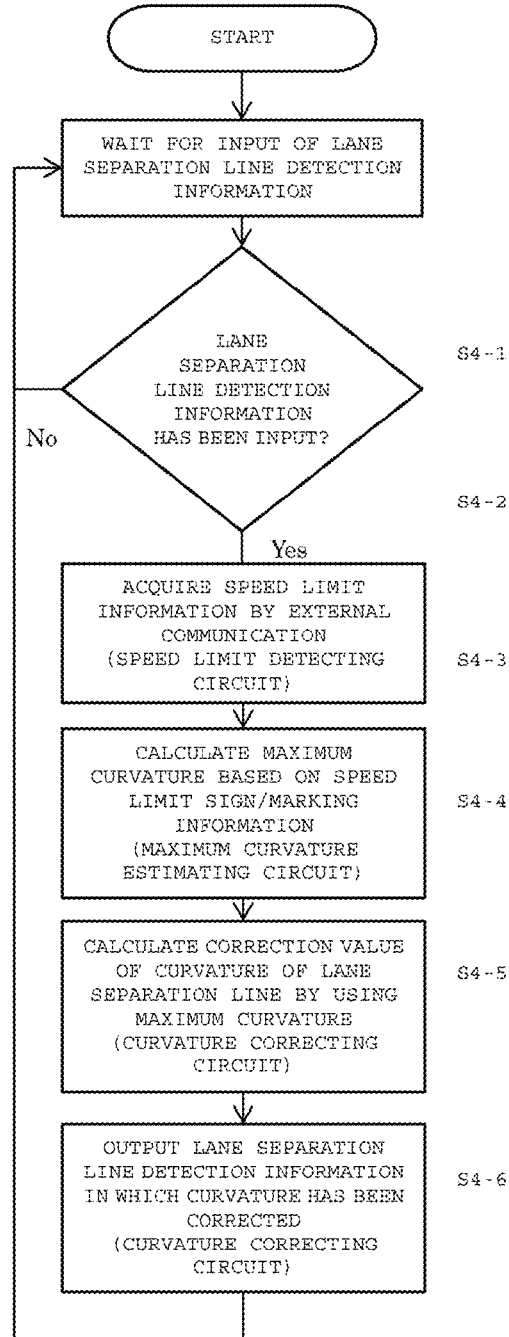 START
WAIT FOR INPUT OF LANE
SEPARATION LINE DETECTION
INFORMATION
LANE
SEPARATION
LINE DETECTION
INFORMATION
HAS BEEN INPUT?
S4-1
No
S4-2
Yes
ACQUIRE SPEED LIMIT
INFORMATION BY EXTERNAL
COMMUNICATION
(SPEED LIMIT DETECTING
CIRCUIT)
S4-3
CALCULATE MAXIMUM
CURVATURE BASED ON SPEED
LIMIT SIGN/MARKING
INFORMATION
(MAXIMUM CURVATURE
ESTIMATING CIRCUIT)
S4-4
CALCULATE CORRECTION VALUE
OF CURVATURE OF LANE
SEPARATION LINE BY USING
MAXIMUM CURVATURE
(CURVATURE CORRECTING
CIRCUIT)
S4-5
OUTPUT LANE SEPARATION
LINE DETECTION INFORMATION
IN WHICH CURVATURE HAS BEEN
CORRECTED
(CURVATURE CORRECTING
CIRCUIT)
S4-6